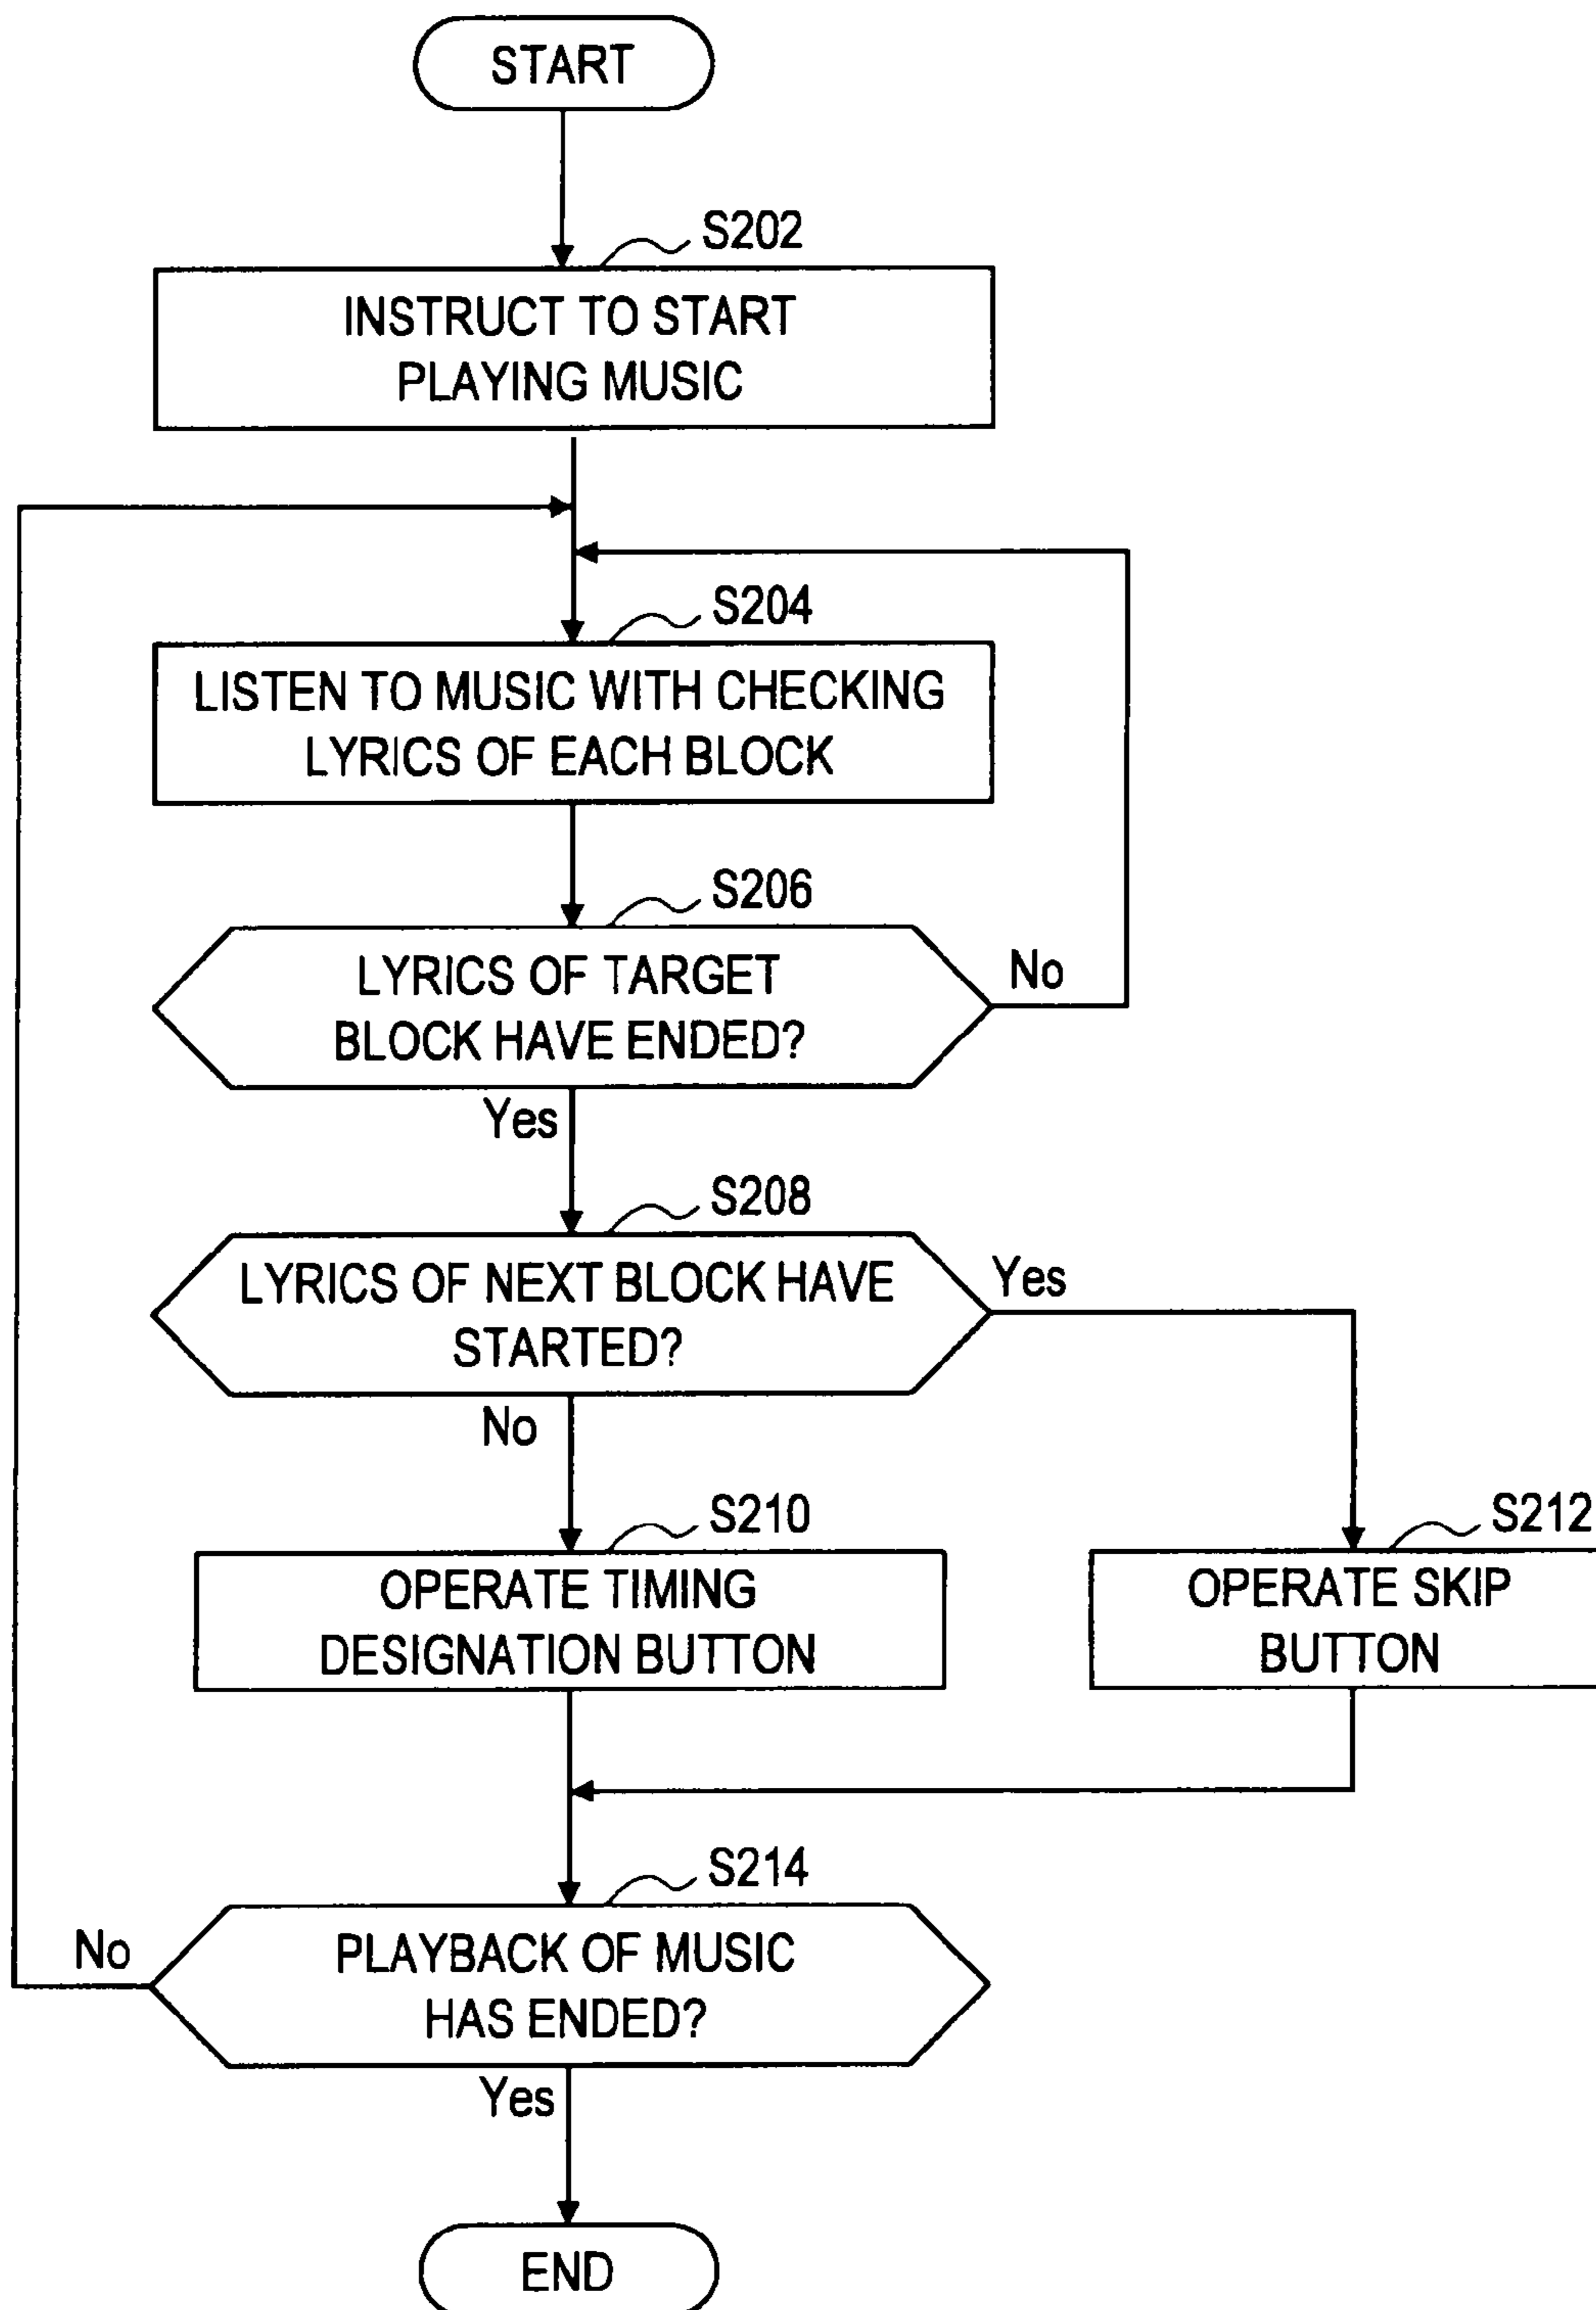 START
S202
INSTRUCT TO START
PLAYING MUSIC
S204
LISTEN TO MUSIC WITH CHECKING
LYRICS OF EACH BLOCK
S206
LYRICS OF TARGET
BLOCK HAVE ENDED?
No
Yes
S208
LYRICS OF NEXT BLOCK HAVE
STARTED?
Yes
No
S210
OPERATE TIMING
DESIGNATION BUTTON
S212
OPERATE SKIP
BUTTON
S214
PLAYBACK OF MUSIC
HAS ENDED?
No
Yes
END